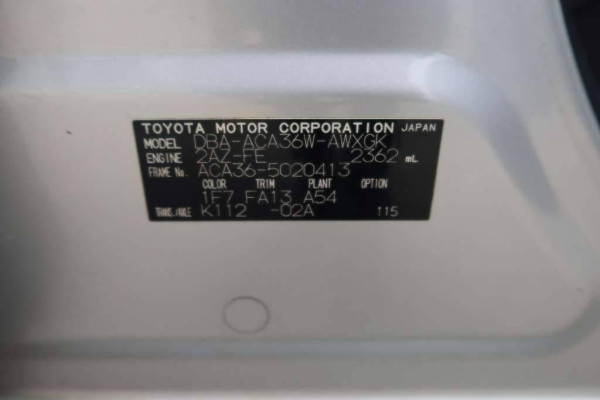 TOYOTA MOTOR CORPORATION JAPAN
MODEL DBA-ACA36W-AWXGK
ENGINE 2AZ-FE 2362 mL
FRAME No. ACA36-5020413
COLOR TRIM PLANT OPTION
1F7 FA13 A54
TRANS/AXLE K112 -02A 115